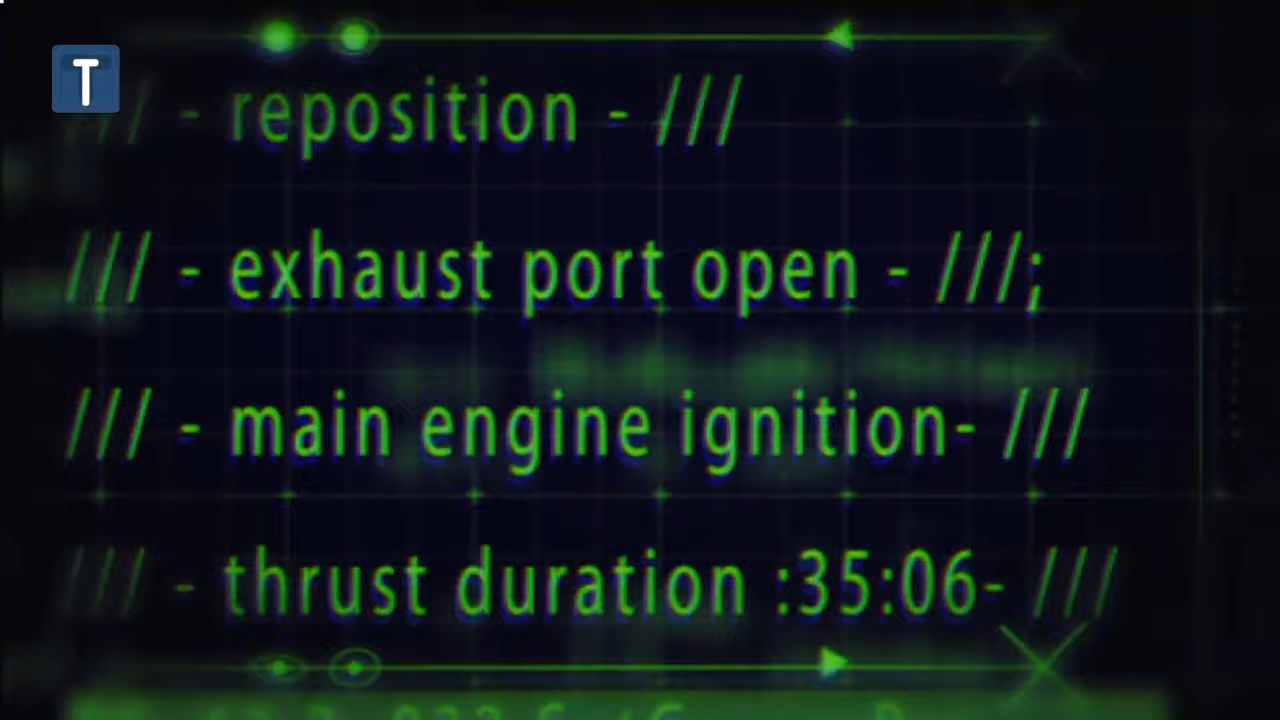 T
/// - reposition - ///
/// - exhaust port open - ///;
/// - main engine ignition- ///
/// - thrust duration :35:06- ///